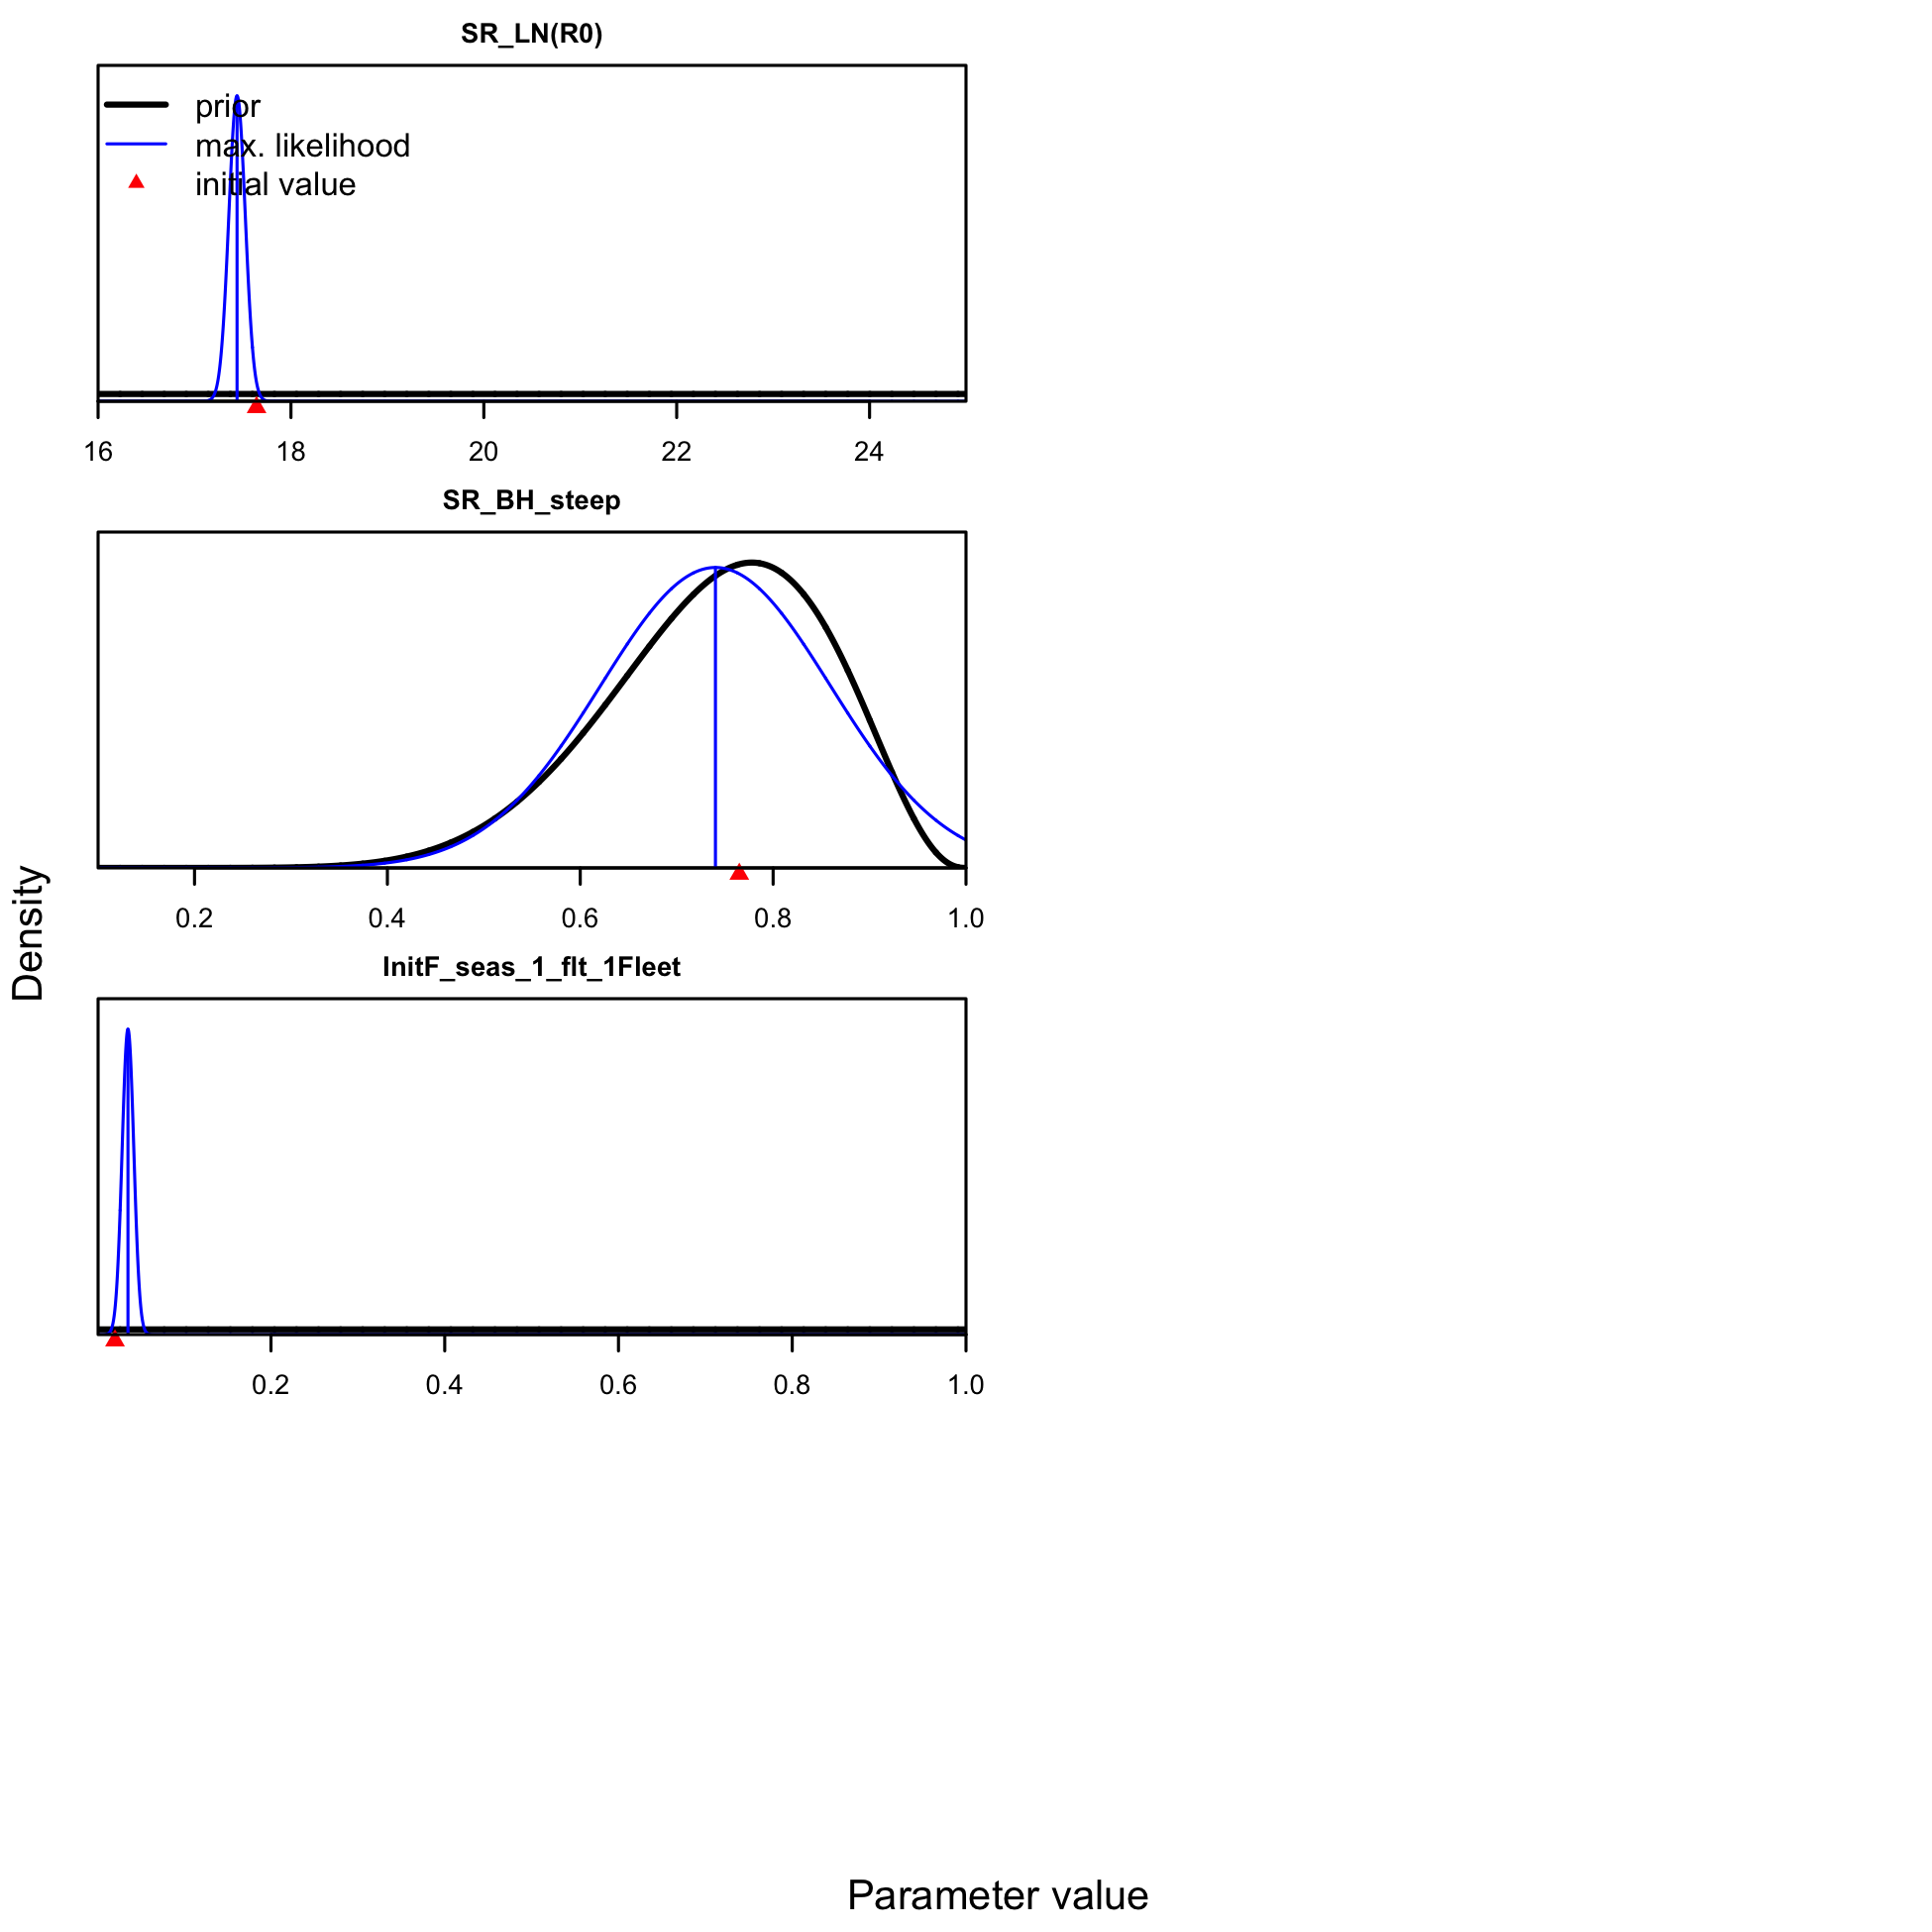 SR_LN(R0)
prior
max. likelihood
initial value
16 18 20 22 24
SR_BH_steep
0.2 0.4 0.6 0.8 1.0
InitF_seas_1_flt_1Fleet
0.2 0.4 0.6 0.8 1.0
Density
Parameter value